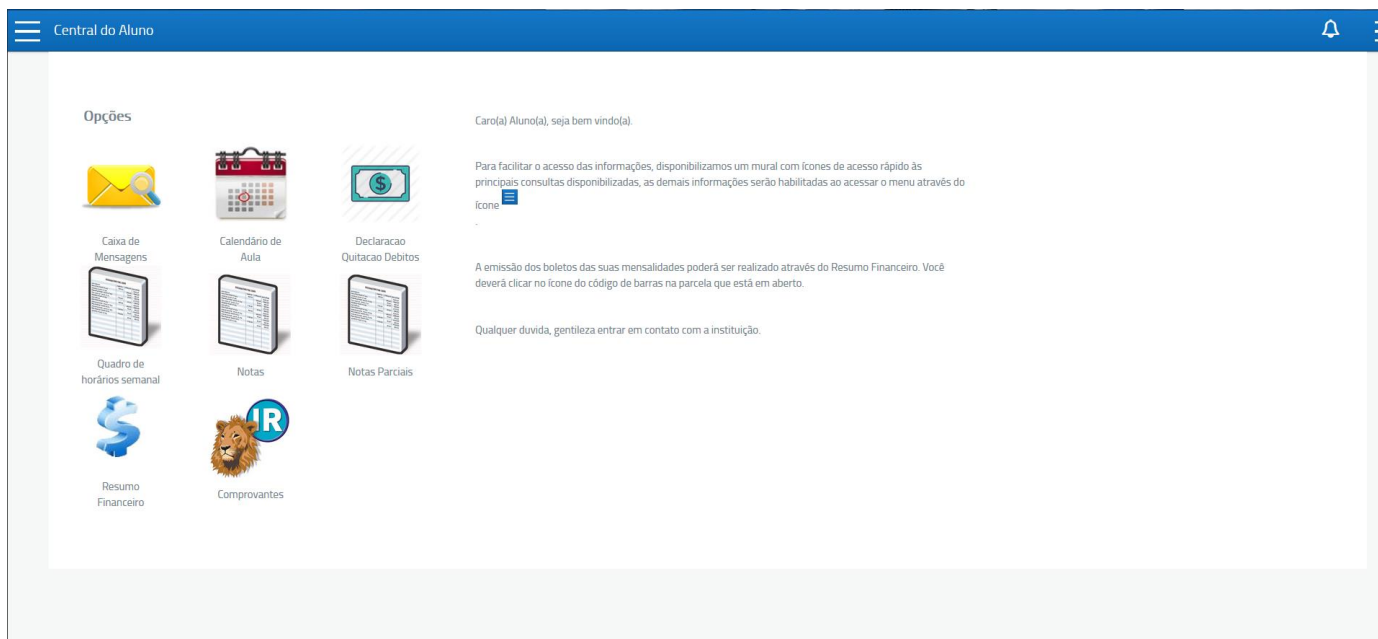 Central do Aluno
Opções
Caixa de
Mensagens
Calendário de
Aula
Declaracao
Quitacao Debitos
Quadro de
horários semanal
Notas
Notas Parciais
IR
Resumo
Financeiro
Comprovantes
Caro(a) Aluno(a), seja bem vindo(a).
Para facilitar o acesso das informações, disponibilizamos um mural com ícones de acesso rápido às
principais consultas disponibilizadas, as demais informações serão habilitadas ao acessar o menu através do
ícone
.
A emissão dos boletos das suas mensalidades poderá ser realizado através do Resumo Financeiro. Você
deverá clicar no ícone do código de barras na parcela que está em aberto.
Qualquer duvida, gentileza entrar em contato com a instituição.